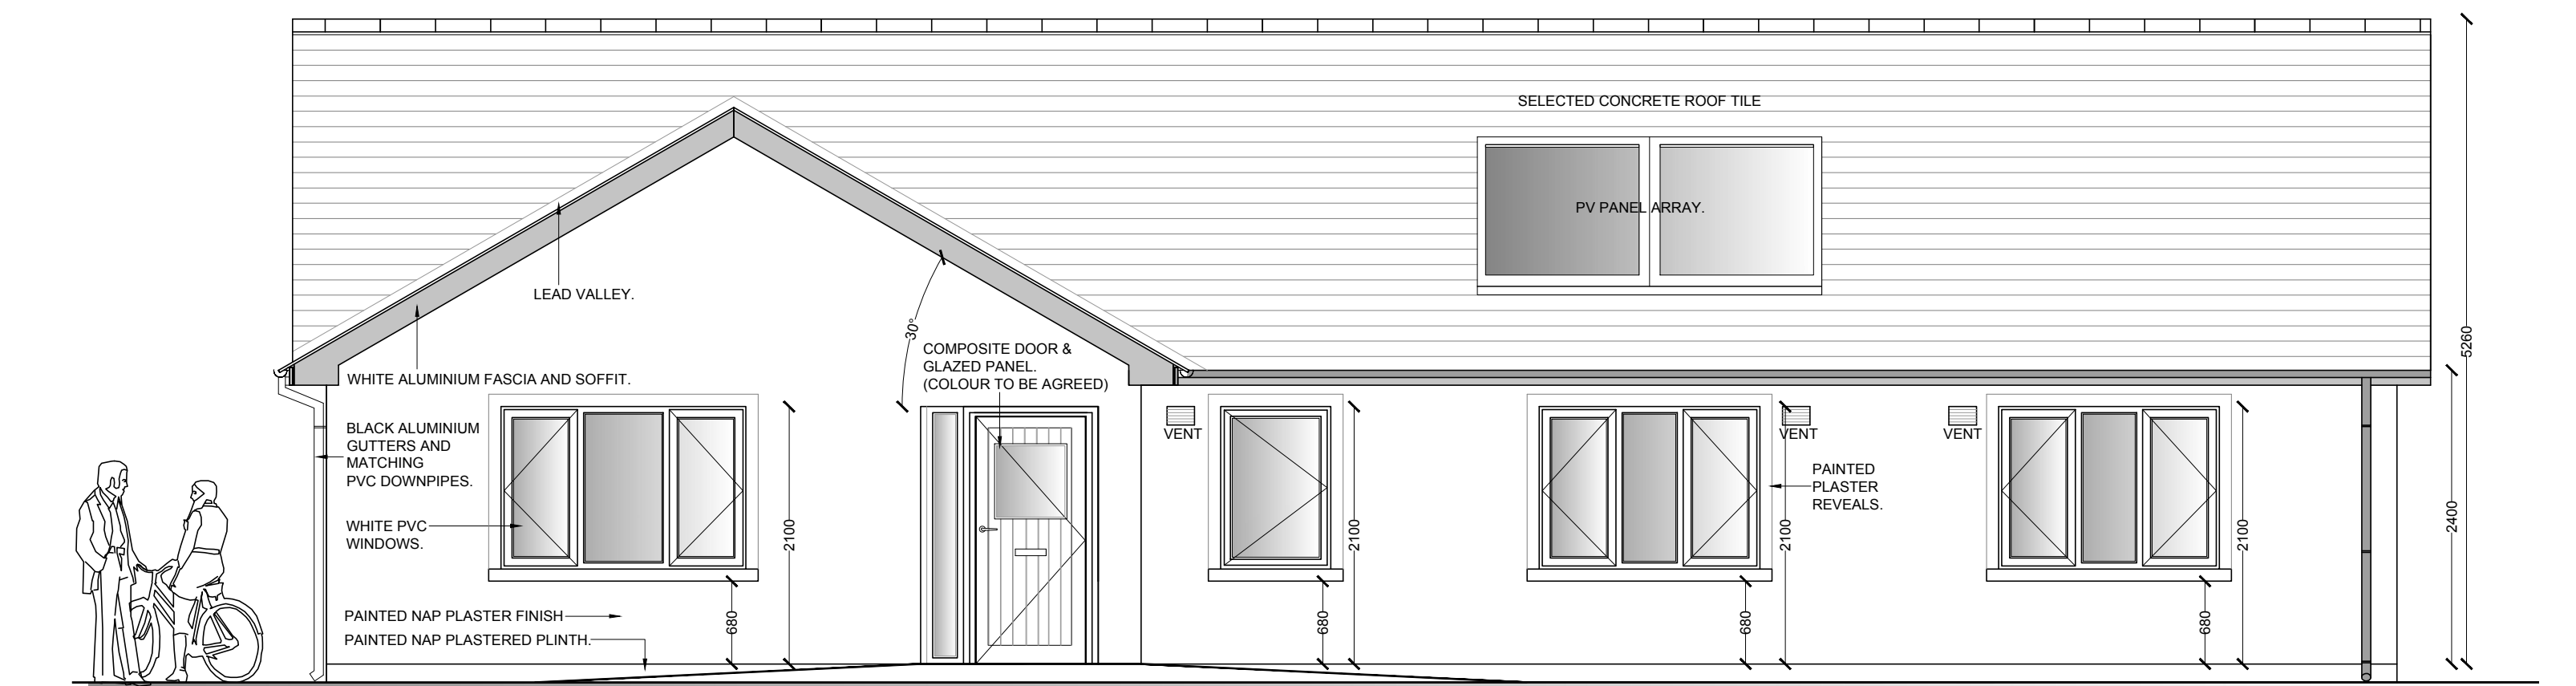 SELECTED CONCRETE ROOF TILE
PV PANEL ARRAY.
LEAD VALLEY.
30°
5260
COMPOSITE DOOR &
GLAZED PANEL.
(COLOUR TO BE AGREED)
WHITE ALUMINIUM FASCIA AND SOFFIT.
BLACK ALUMINIUM
GUTTERS AND
MATCHING
PVC DOWNPIPES.
VENT
VENT
VENT
PAINTED
PLASTER
REVEALS.
WHITE PVC
WINDOWS.
2100
2100
2100
2100
2400
PAINTED NAP PLASTER FINISH
680
680
680
680
PAINTED NAP PLASTERED PLINTH.